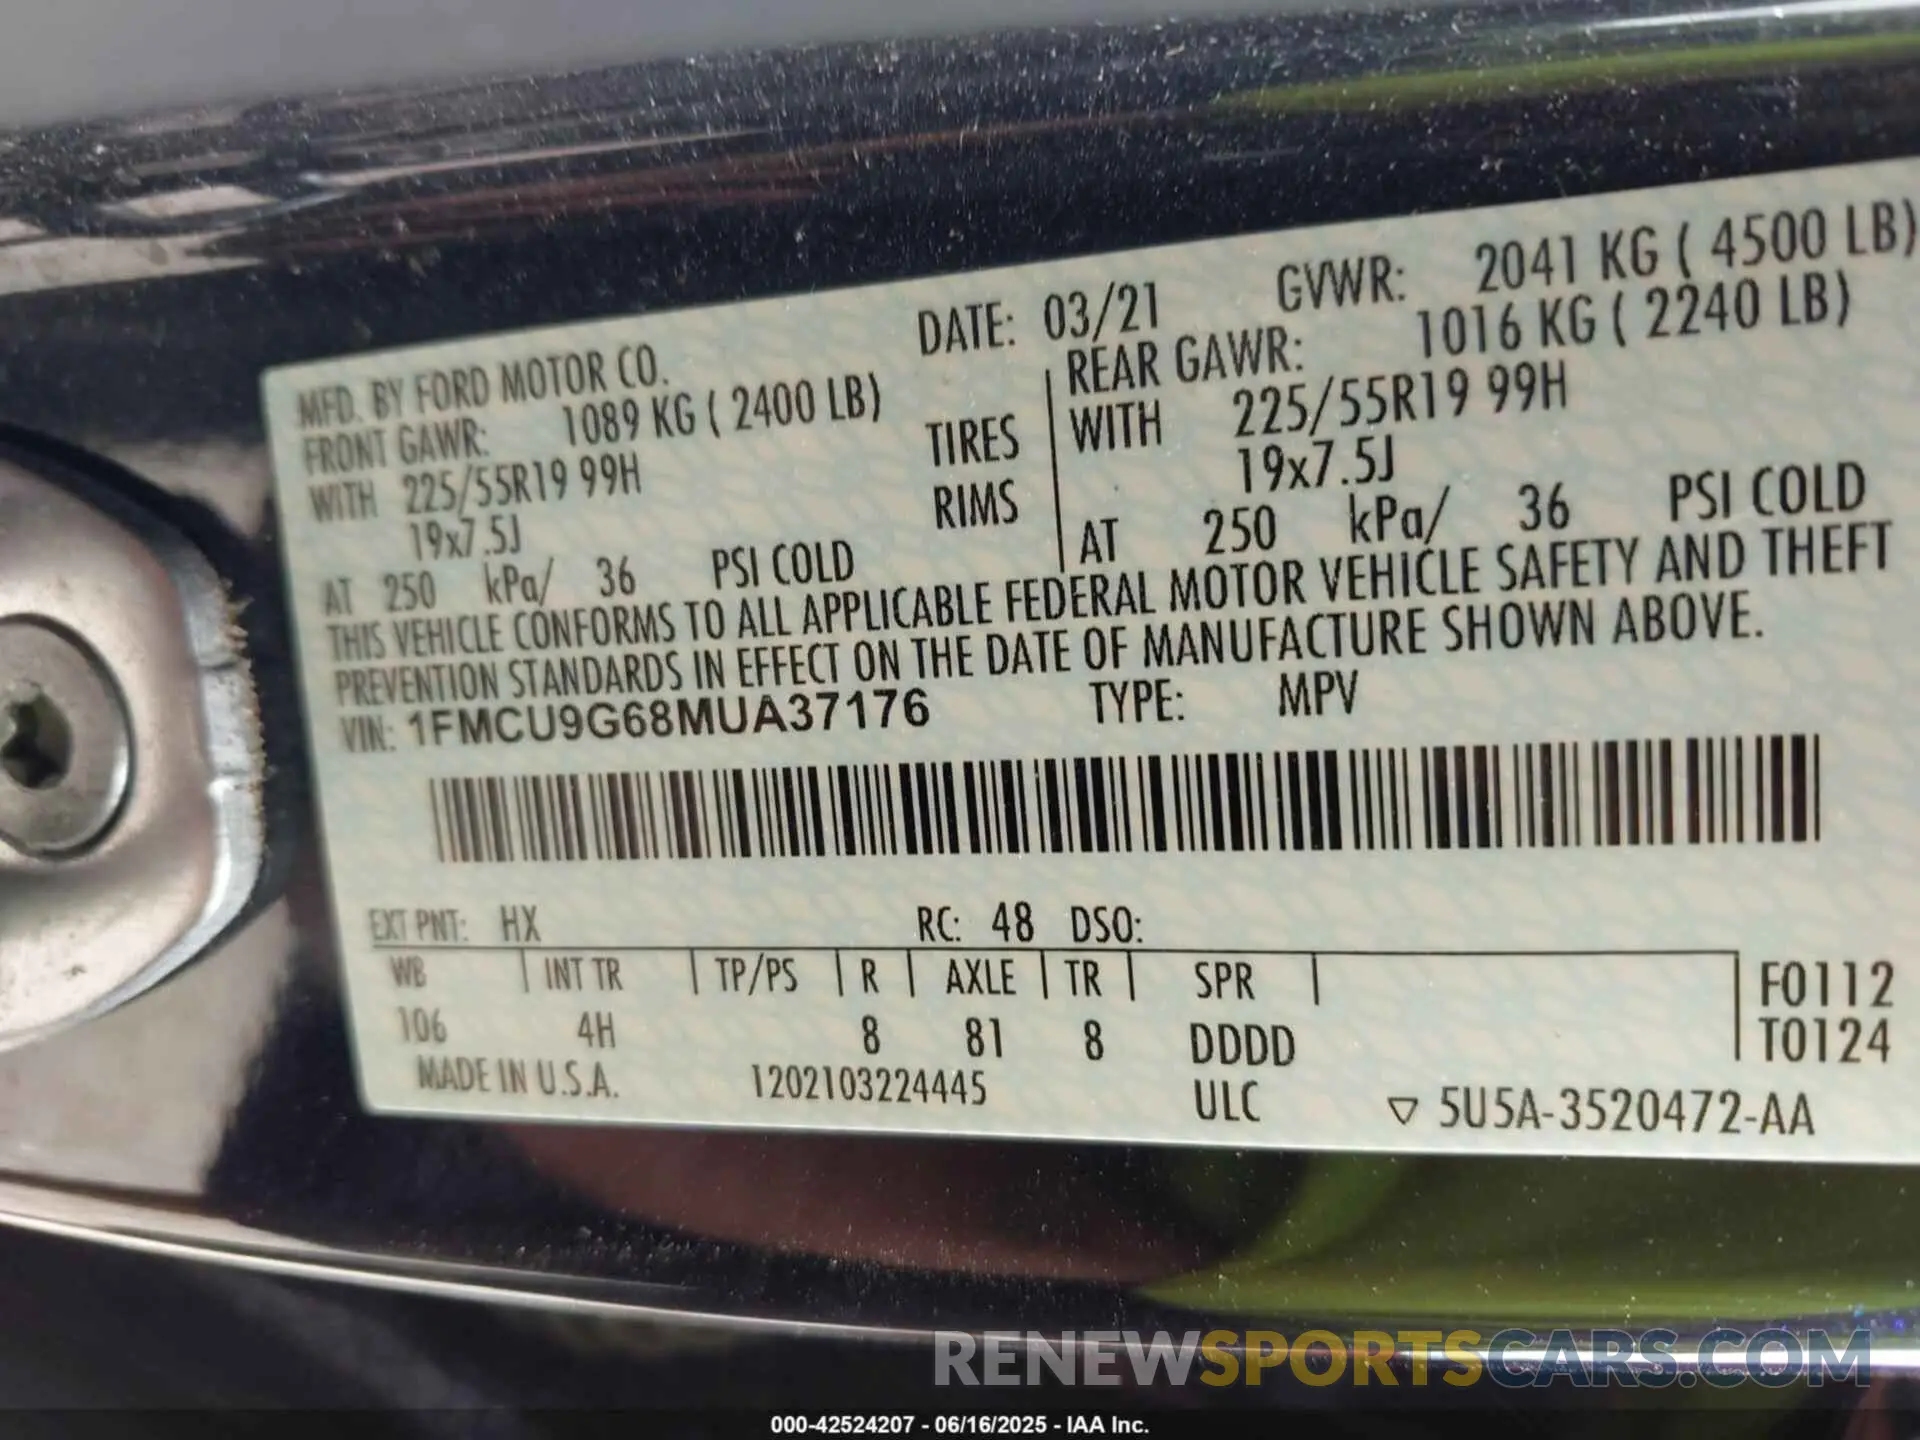 MFD. BY FORD MOTOR CO. DATE: 03/21 GVWR: 2041 KG ( 4500 LB)
FRONT GAWR: 1089 KG ( 2400 LB) REAR GAWR: 1016 KG ( 2240 LB)
WITH 225/55R19 99H TIRES WITH 225/55R19 99H
19x7.5J RIMS 19x7.5J
AT 250 kPa/ 36 PSI COLD AT 250 kPa/ 36 PSI COLD
THIS VEHICLE CONFORMS TO ALL APPLICABLE FEDERAL MOTOR VEHICLE SAFETY AND THEFT
PREVENTION STANDARDS IN EFFECT ON THE DATE OF MANUFACTURE SHOWN ABOVE.
VIN: 1FMCU9G68MUA37176 TYPE: MPV
EXT PNT: HX RC: 48 DSO:
WB INT TR TP/PS R AXLE TR SPR F0112
106 4H 8 81 8 DDDD T0124
MADE IN U.S.A. 1202103224445 ULC ▽ 5U5A-3520472-AA
RENEWSPORTSCARS.COM
000-42524207 - 06/16/2025 - IAA Inc.